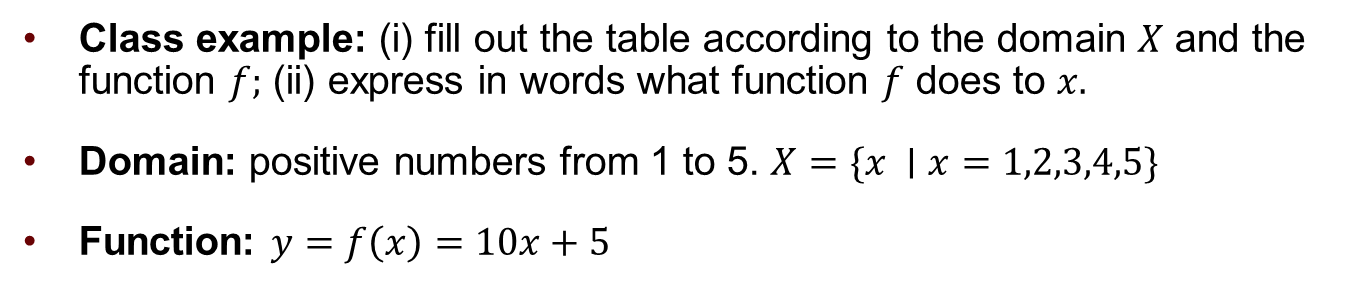 • Class example: (i) fill out the table according to the domain X and the
function f; (ii) express in words what function f does to x.
• Domain: positive numbers from 1 to 5. X = {x | x = 1,2,3,4,5}
• Function: y = f(x) = 10x + 5